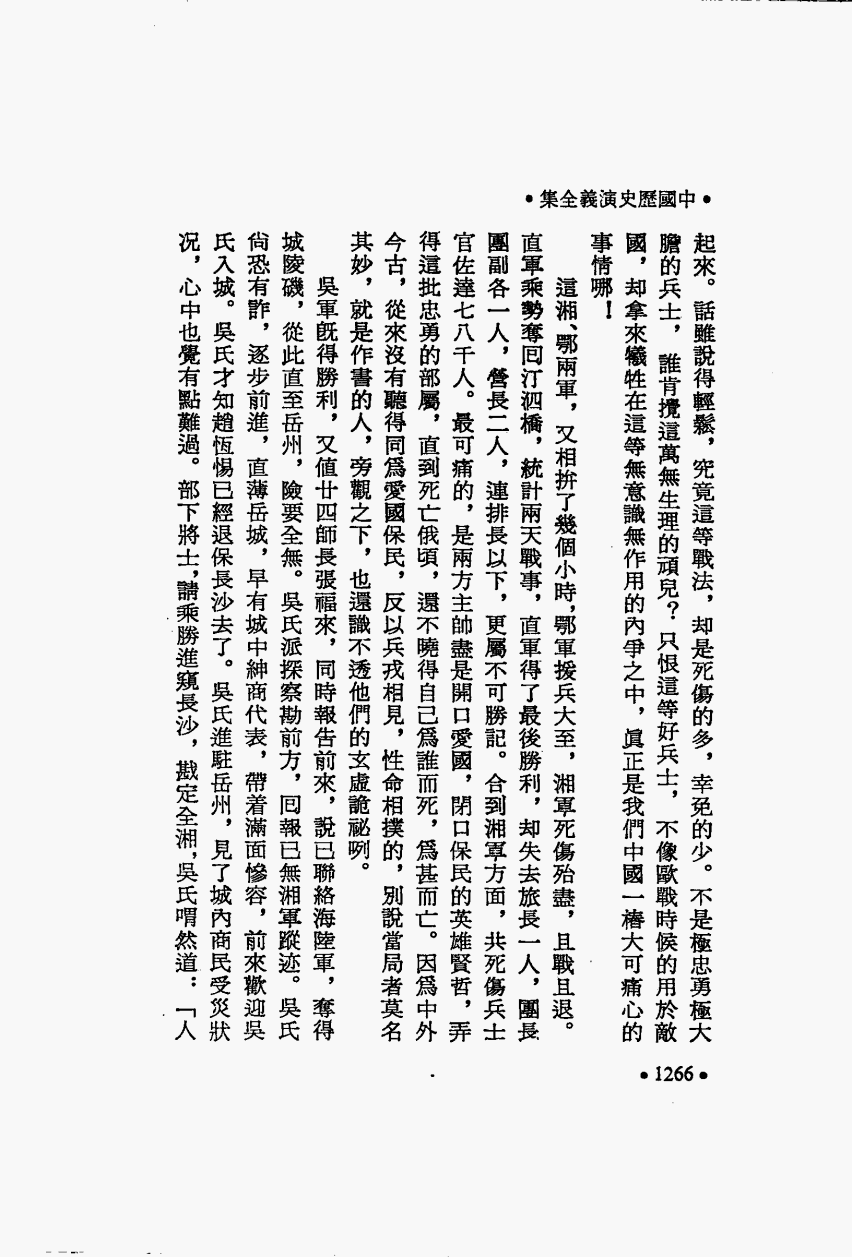 •中國歷史演義全集•
起來。話雖說得輕鬆，究竟這等戰法，却是死傷的多，幸免的少。不是極忠勇極大
膽的兵士，誰肯攬這萬無生理的頑兒？只恨這等好兵士，不像歐戰時候的用於敵
國，却拿來犧牲在這等無意識無作用的內爭之中，眞正是我們中國一樁大可痛心的
事情哪！
這湘、鄂兩軍，又相拚了幾個小時，鄂軍援兵大至，湘軍死傷殆盡，且戰且退。
直軍乘勢奪回汀泗橋，統計兩天戰事，直軍得了最後勝利，却失去旅長一人，團長
團副各一人，營長二人，連排長以下，更屬不可勝記。合到湘軍方面，共死傷兵士
官佐達七八千人。最可痛的，是兩方主帥盡是開口愛國，閉口保民的英雄賢哲，弄
得這批忠勇的部屬，直到死亡俄頃，還不曉得自己爲誰而死，爲甚而亡。因爲中外
今古，從來沒有聽得同爲愛國保民，反以兵戎相見，性命相撲的，別說當局者莫名
其妙，就是作書的人，旁觀之下，也還識不透他們的玄虛詭祕咧。
吳軍旣得勝利，又値廿四師長張福來，同時報告前來，說已聯絡海陸軍，奪得
城陵磯，從此直至岳州，險要全無。吳氏派探察勘前方，回報已無湘軍蹤迹。吳氏
尙恐有詐，逐步前進，直薄岳城，早有城中紳商代表，帶着滿面慘容，前來歡迎吳
氏入城。吳氏才知趙恆惕已經退保長沙去了。吳氏進駐岳州，見了城內商民受災狀
況，心中也覺有點難過。部下將士，請乘勝進窺長沙，戡定全湘，吳氏喟然道：「人
•1266•